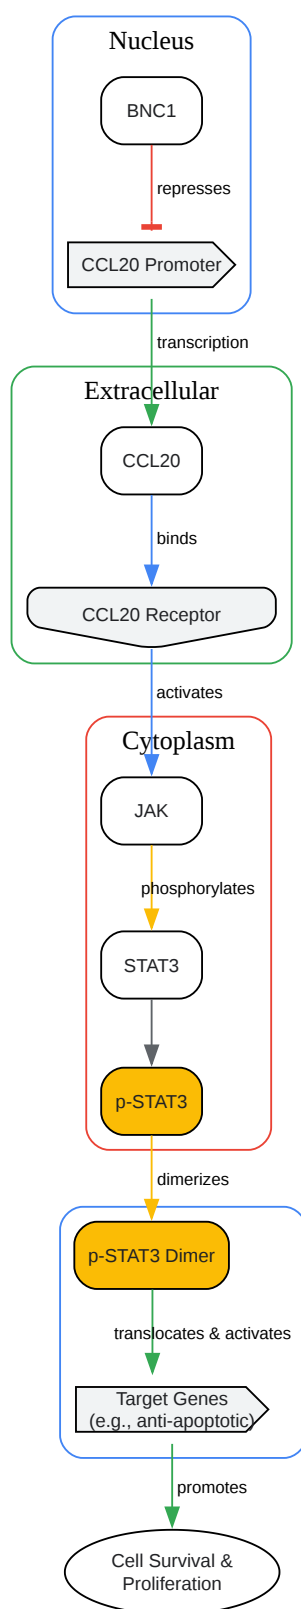 Nucleus
BNC1
represses
CCL20 Promoter
transcription
Extracellular
CCL20
binds
CCL20 Receptor
activates
Cytoplasm
JAK
phosphorylates
STAT3
p-STAT3
dimerizes
p-STAT3 Dimer
translocates & activates
Target Genes
(e.g., anti-apoptotic)
promotes
Cell Survival &
Proliferation